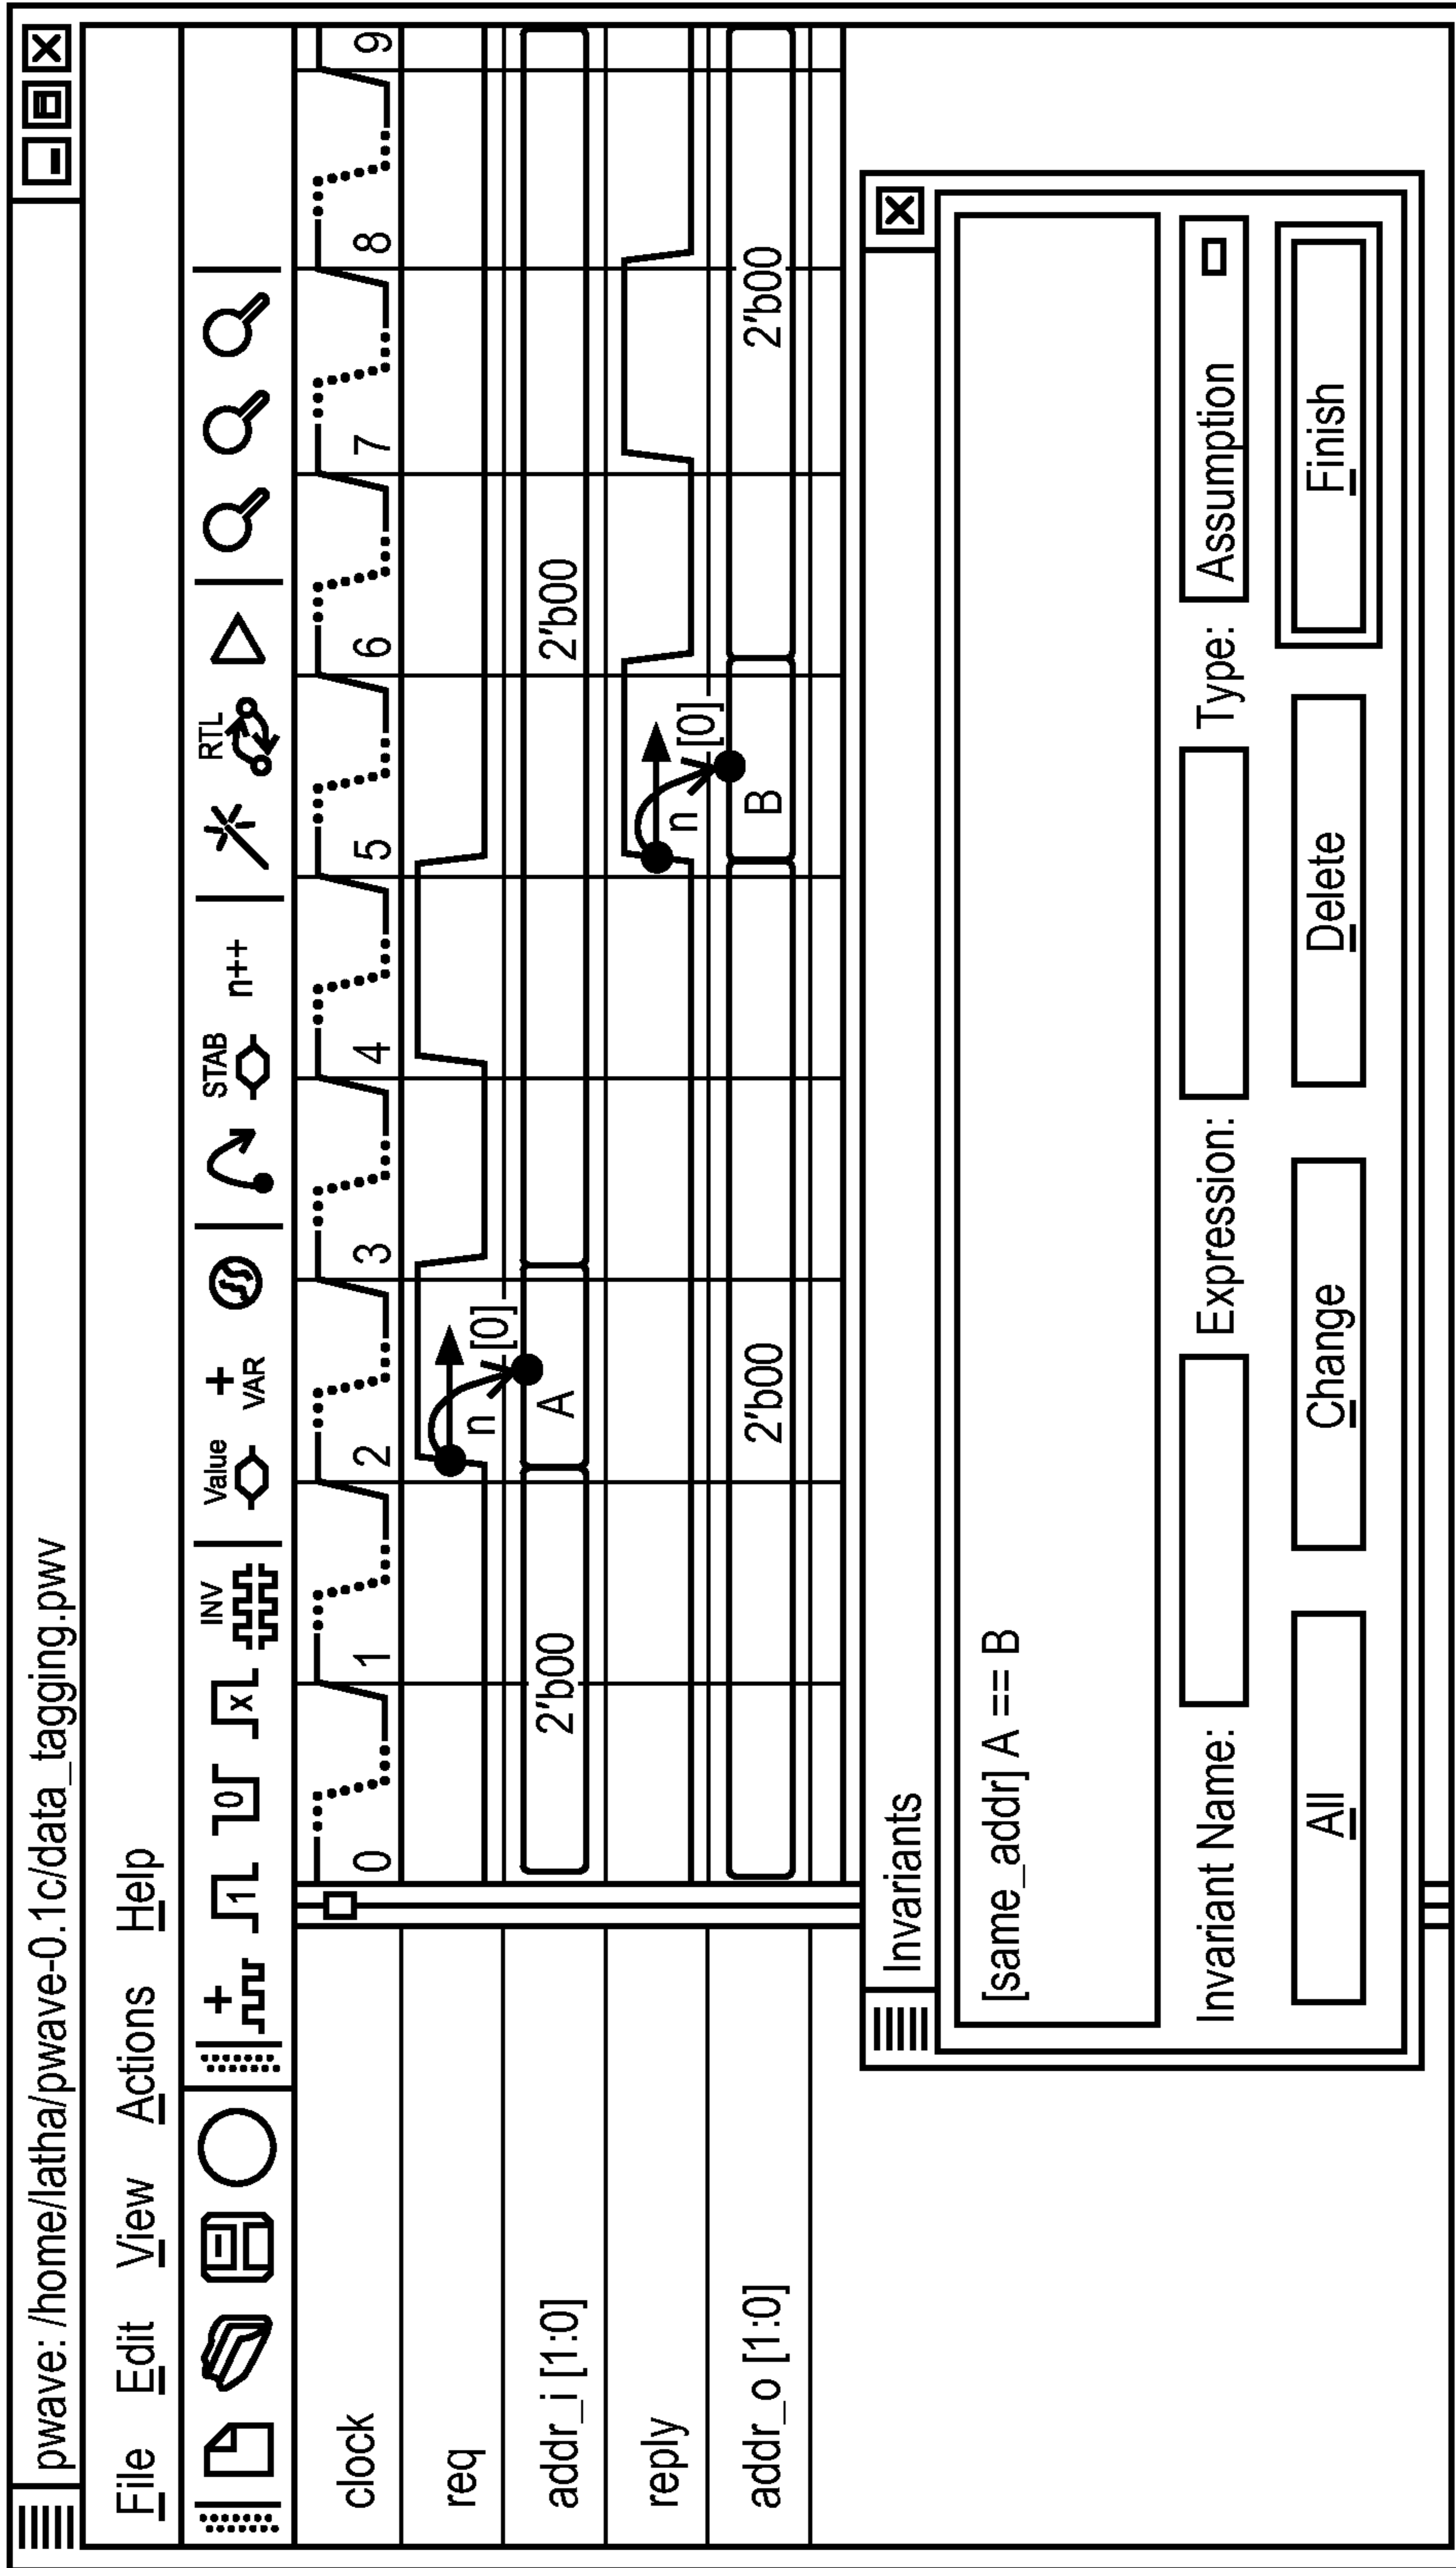 pwave: /home/latha/pwave-0.1c/data_tagging.pwv
File Edit View Actions Help
1 0 x INV Value + VAR STAB n++ RTL
clock 0 1 2 3 4 5 6 7 8 9
req n [0]
addr_i [1:0] 2'b00 A 2'b00
reply n [0]
addr_o [1:0] 2'b00 B 2'b00
Invariants
[same_addr] A == B
Invariant Name: Expression: Type: Assumption
All Change Delete Finish